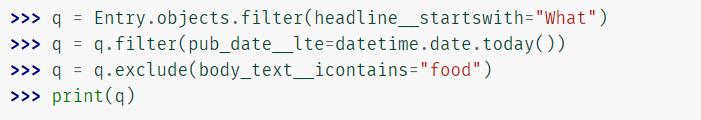 >>> q = Entry.objects.filter(headline__startswith="What")
>>> q = q.filter(pub_date__lte=datetime.date.today())
>>> q = q.exclude(body_text__icontains="food")
>>> print(q)